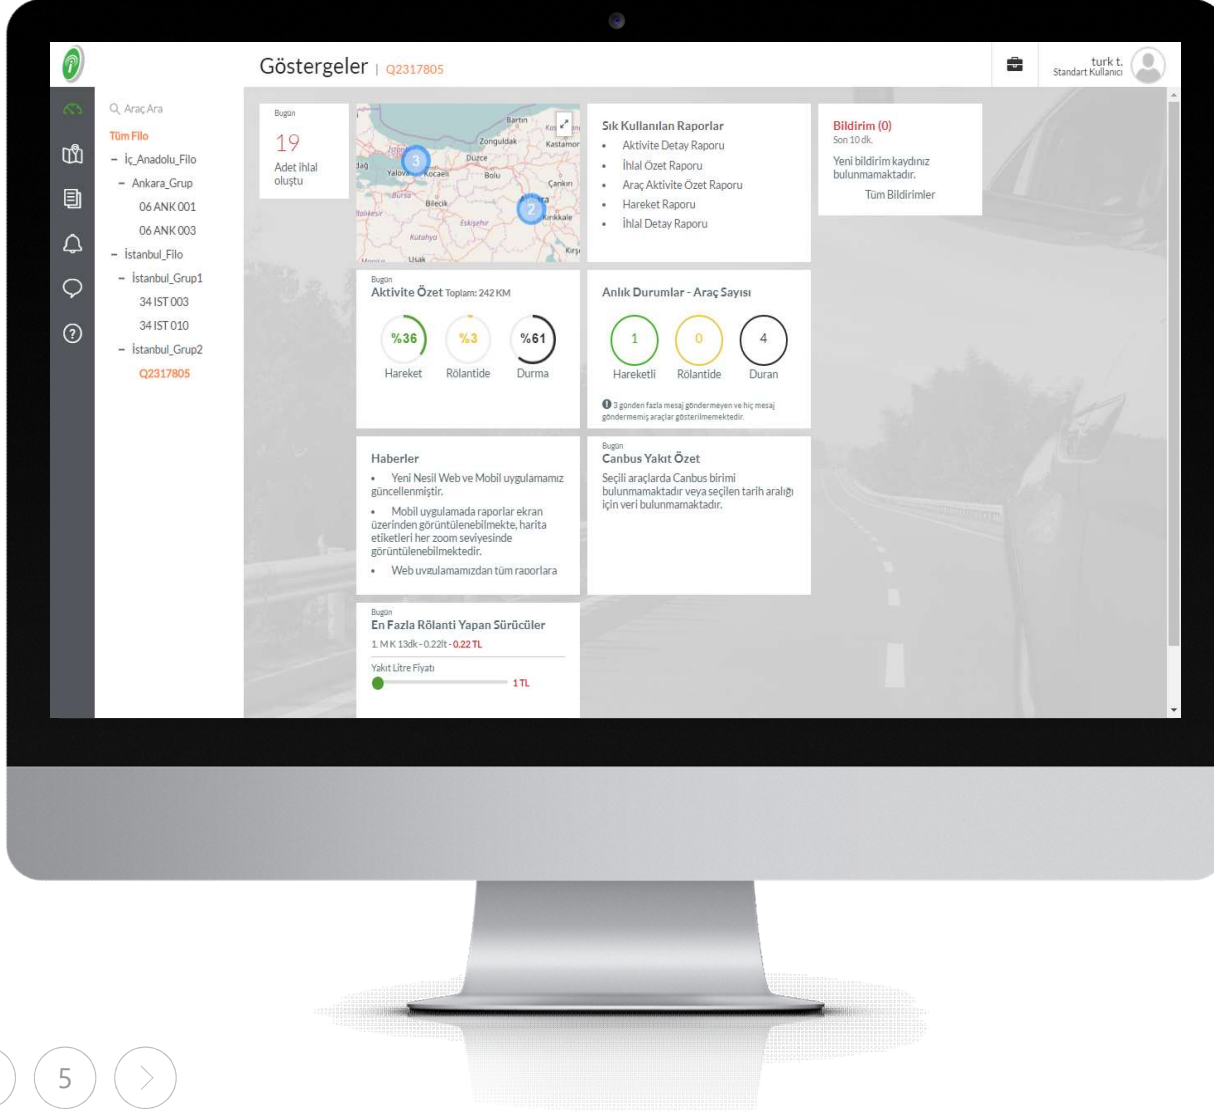 Göstergeler | Q2317805
turk t.
Standart Kullanıcı
Araç Ara
Tüm Filo
– İç_Anadolu_Filo
– Ankara_Grup
06 ANK 001
06 ANK 003
– İstanbul_Filo
– İstanbul_Grup1
34 IST 003
34 IST 010
– İstanbul_Grup2
Q2317805
Bugün
19
Adet ihlal
oluştu
Bartın
Zonguldak
Kastamor
Düzce
Yalova
Kocaeli
Bolu
Çankırı
Bursa
Bilecik
Kırıkkale
Eskişehir
Kütahya
Uşak
3
2
Sık Kullanılan Raporlar
• Aktivite Detay Raporu
• İhlal Özet Raporu
• Araç Aktivite Özet Raporu
• Hareket Raporu
• İhlal Detay Raporu
Bildirim (0)
Son 10 dk.
Yeni bildirim kaydınız
bulunmamaktadır.
Tüm Bildirimler
Bugün
Aktivite Özet Toplam: 242 KM
%36 %3 %61
Hareket Rölantide Durma
Anlık Durumlar - Araç Sayısı
1 0 4
Hareketli Rölantide Duran
3 günden fazla mesaj göndermeyen ve hiç mesaj
göndermemiş araçlar gösterilmemektedir.
Haberler
• Yeni Nesil Web ve Mobil uygulamamız
güncellenmiştir.
• Mobil uygulamada raporlar ekran
üzerinden görüntülenebilmekte, harita
etiketleri her zoom seviyesinde
görüntülenebilmektedir.
• Web uygulamamızdan tüm raporlara
Bugün
Canbus Yakıt Özet
Seçili araçlarda Canbus birimi
bulunmamaktadır veya seçilen tarih aralığı
için veri bulunmamaktadır.
Bugün
En Fazla Rölanti Yapan Sürücüler
1. M K 13dk - 0.22lt - 0.22 TL
Yakıt Litre Fiyatı
1 TL
5